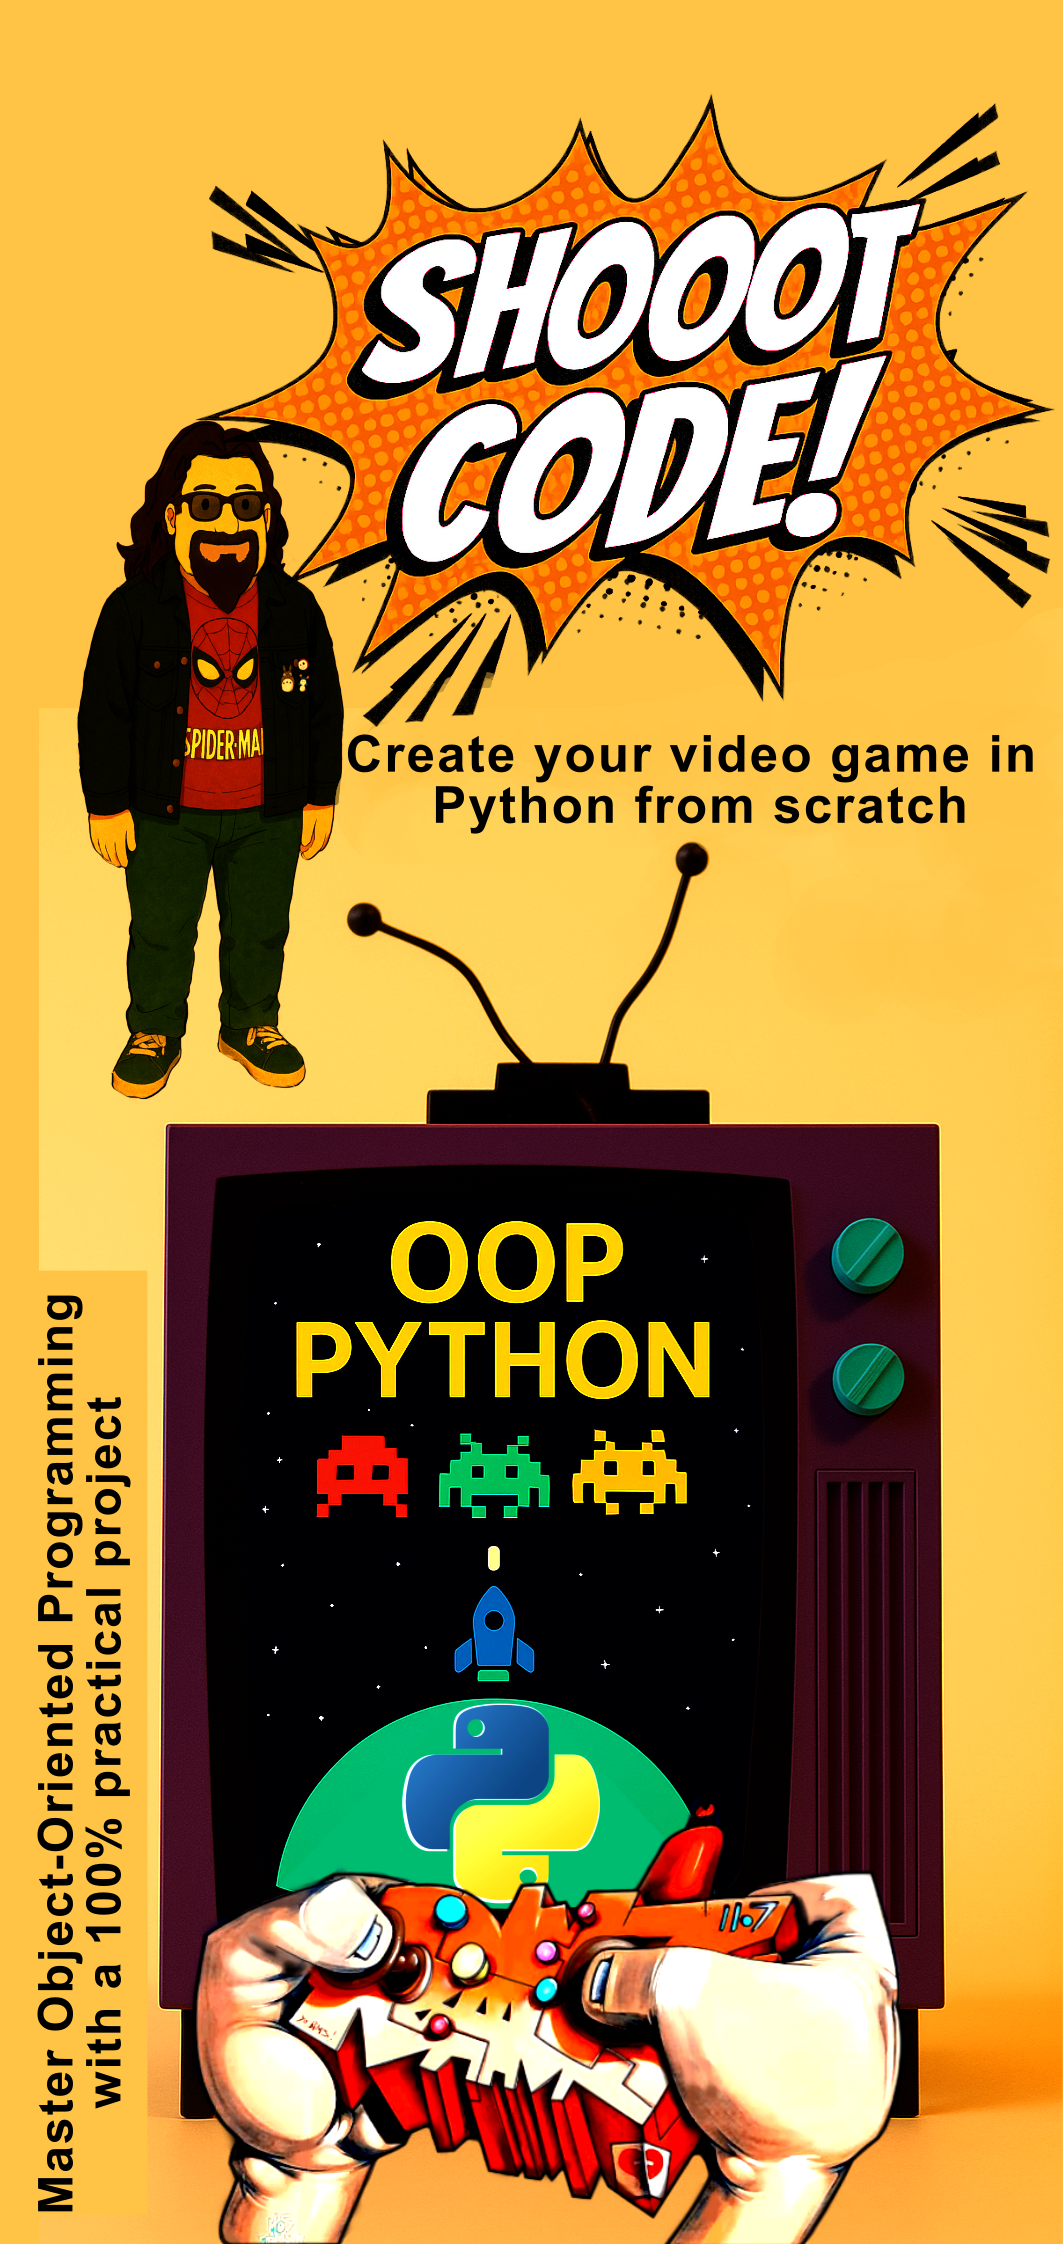 SHOOOT
CODE!
SPIDER-MA
Create your video game in
Python from scratch
OOP
PYTHON
Master Object-Oriented Programming
with a 100% practical project